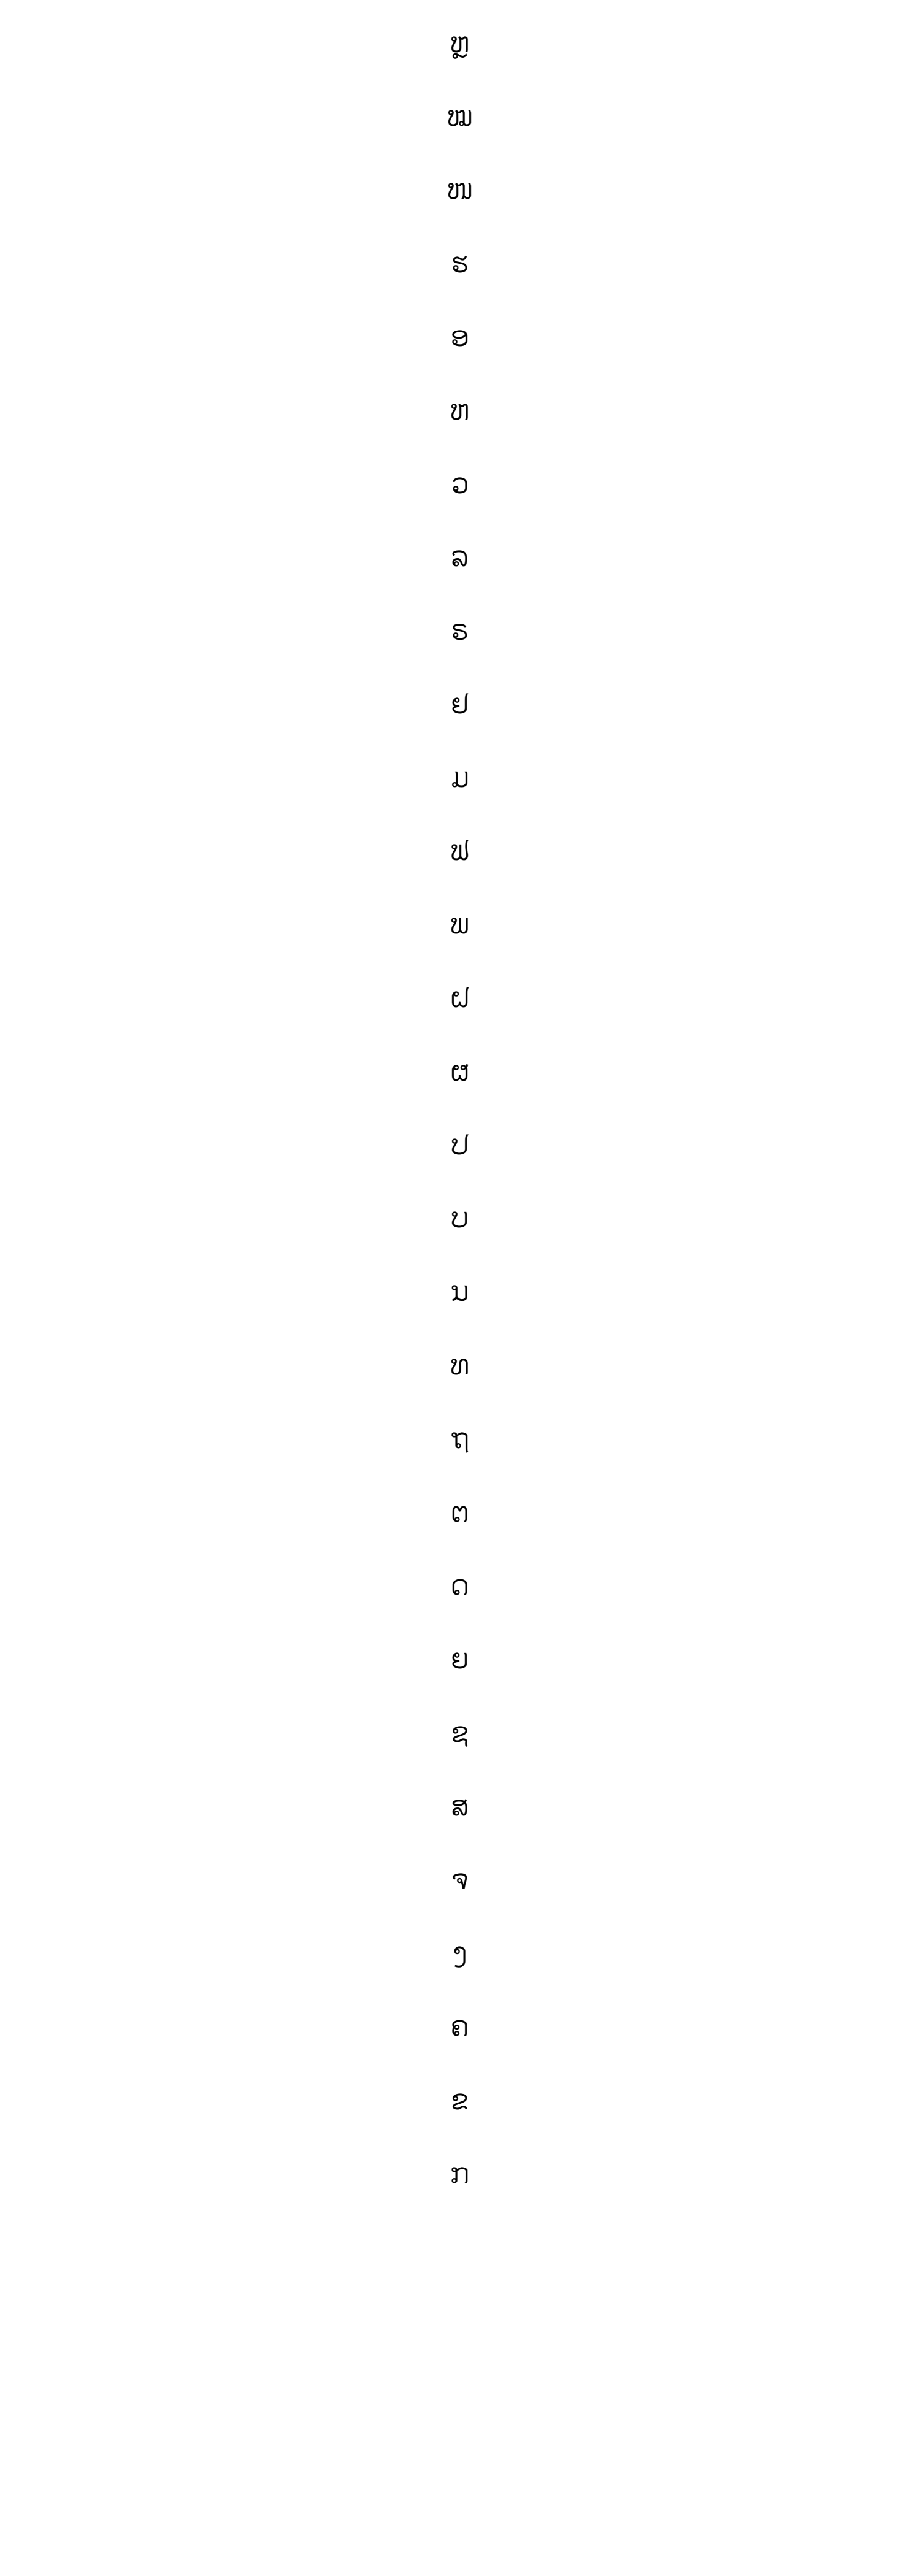 ຫຼ
ໝ
ໜ
ຮ
ອ
ຫ
ວ
ລ
ຣ
ຢ
ມ
ຟ
ພ
ຝ
ຜ
ປ
ບ
ນ
ທ
ຖ
ຕ
ດ
ຍ
ຊ
ສ
ຈ
ງ
ຄ
ຂ
ກ